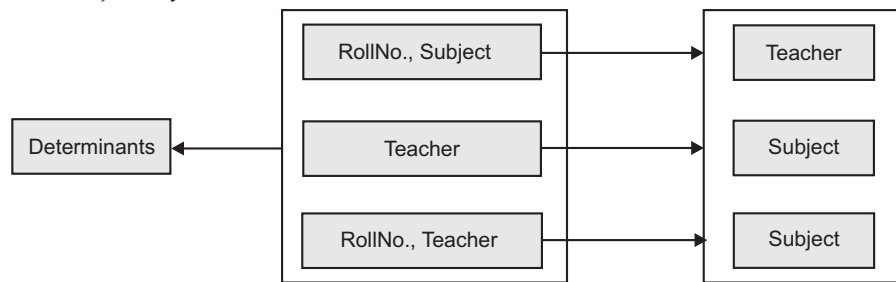 RollNo., Subject
Teacher
Determinants
Teacher
Subject
RollNo., Teacher
Subject